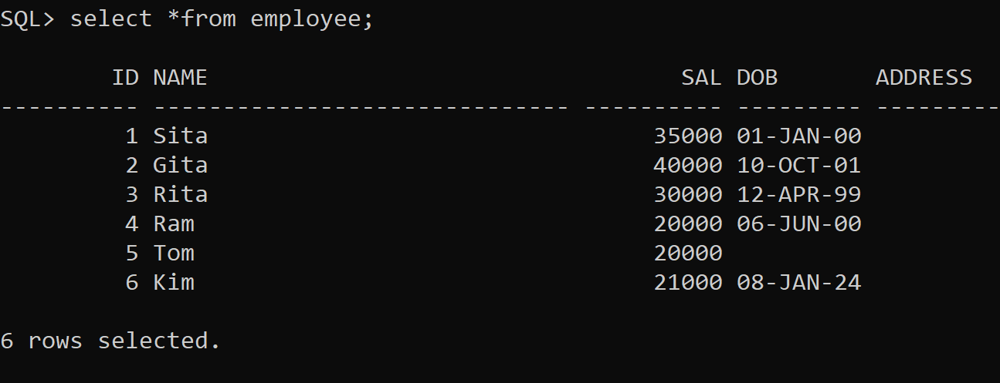 SQL> select *from employee;
        ID NAME                                  SAL DOB       ADDRESS
---------- ------------------------------ ---------- --------- ---------
         1 Sita                                35000 01-JAN-00
         2 Gita                                40000 10-OCT-01
         3 Rita                                30000 12-APR-99
         4 Ram                                 20000 06-JUN-00
         5 Tom                                 20000
         6 Kim                                 21000 08-JAN-24
6 rows selected.